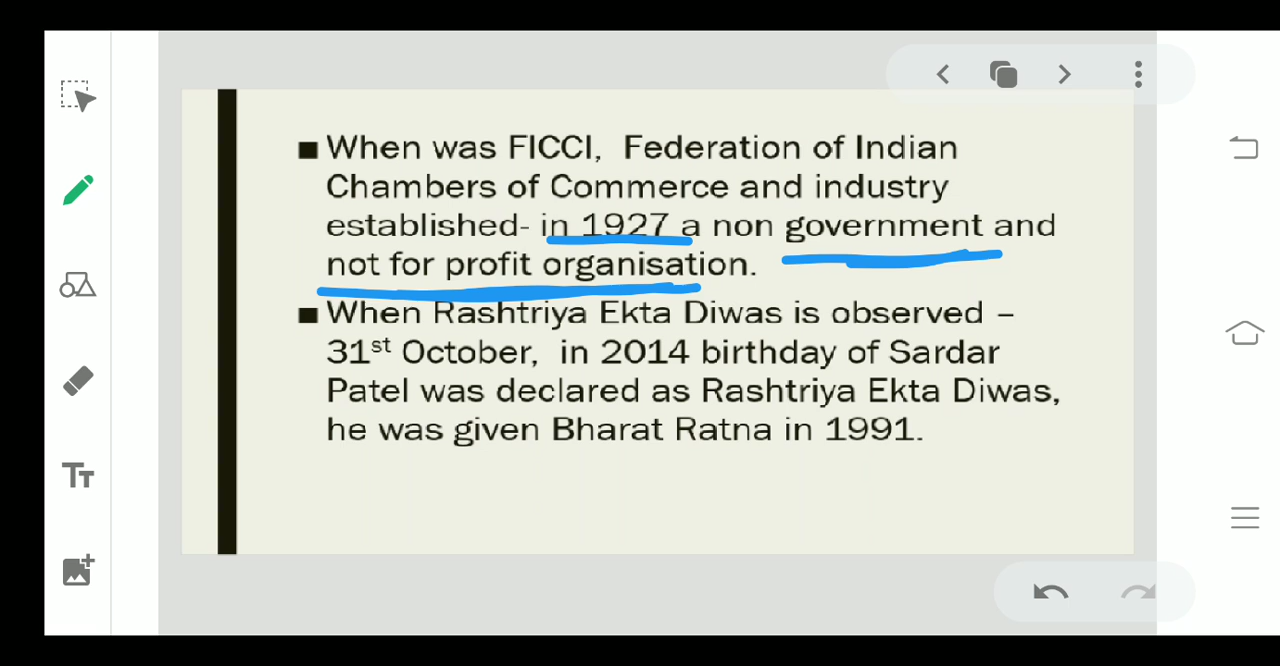 ■ When was FICCI, Federation of Indian
Chambers of Commerce and industry
established- in 1927 a non government and
not for profit organisation.
■ When Rashtriya Ekta Diwas is observed –
31st October, in 2014 birthday of Sardar
Patel was declared as Rashtriya Ekta Diwas,
he was given Bharat Ratna in 1991.
TT